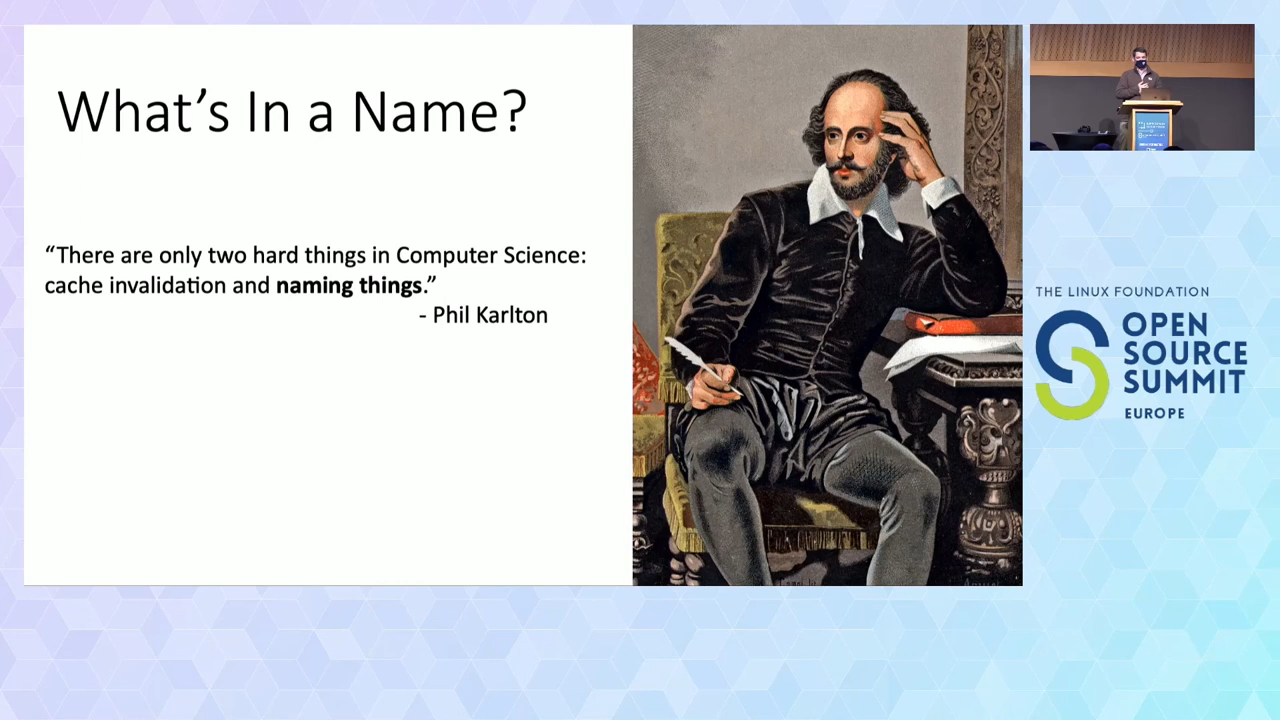 What's In a Name?
“There are only two hard things in Computer Science:
cache invalidation and naming things.”
- Phil Karlton
THE LINUX FOUNDATION
OPEN
SOURCE
SUMMIT
EUROPE